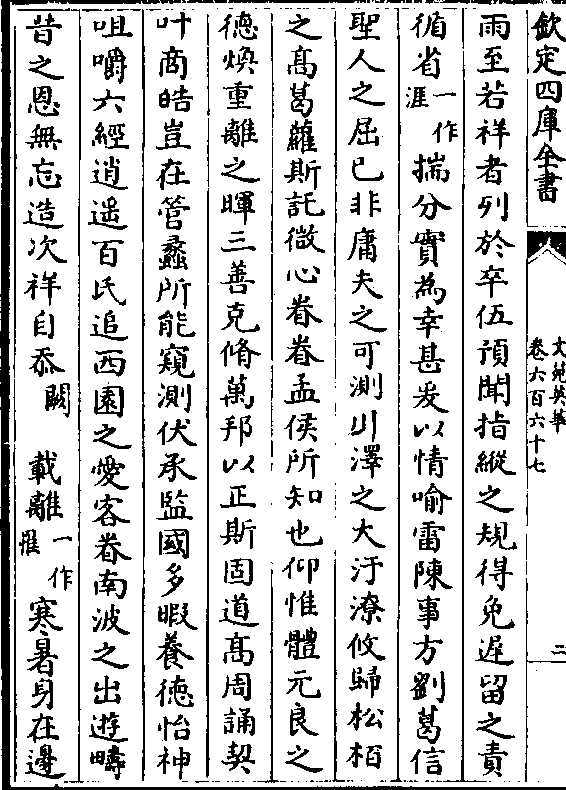 欽定四庫全書
文苑英華
卷六百六十七
二
雨至若祥者列於卒伍預聞指縱之規得免遲留之責
循省一作涯揣分實為幸甚爰以情喻雷陳事方劉葛信
聖人之屈已非庸夫之可測川澤之大汙潦攸歸松栢
之髙葛蘿斯託微心眷眷孟侯所知也仰惟體元良之
德煥重離之暉三善克脩萬邦以正斯固道髙周誦契
叶商皓豈在管蠡所能窺測伏承監國多暇養德怡神
咀嚼六經逍遥百氏追西園之愛客眷南波之出遊疇
昔之恩無忘造次祥自忝闕載離一作罹寒暑身在邊